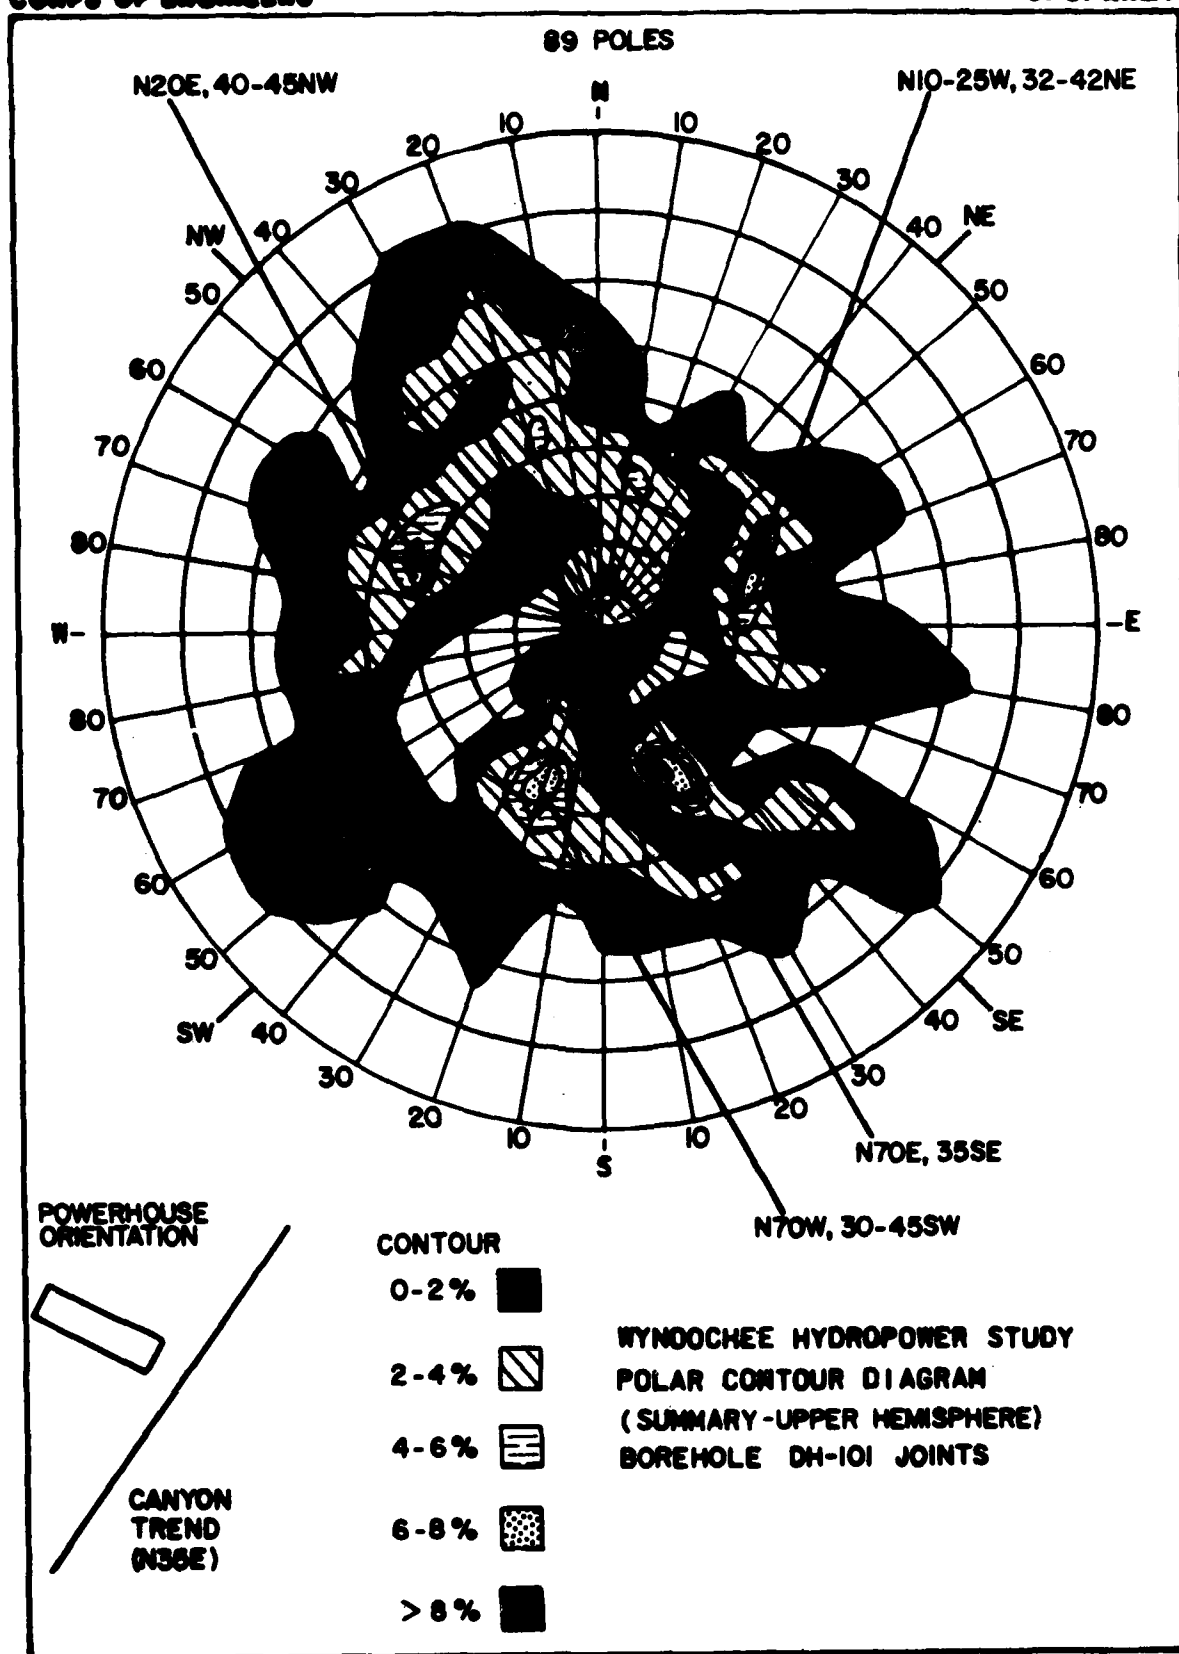 CORPS OF ENGINEERS
89 POLES
N20E, 40-45NW
N10-25W, 32-42NE
N
10
10
20
20
30
30
40
40
NW
NE
50
50
60
60
70
70
80
80
W-
-E
80
80
70
70
60
60
50
50
SW
40
40
SE
30
30
20
20
10
10
S
N70E, 35SE
N70W, 30-45SW
POWERHOUSE
ORIENTATION
CONTOUR
0-2%
2-4%
4-6%
6-8%
>8%
WYNOOCHEE HYDROPOWER STUDY
POLAR CONTOUR DIAGRAM
(SUMMARY-UPPER HEMISPHERE)
BOREHOLE DH-101 JOINTS
CANYON
TREND
(N35E)